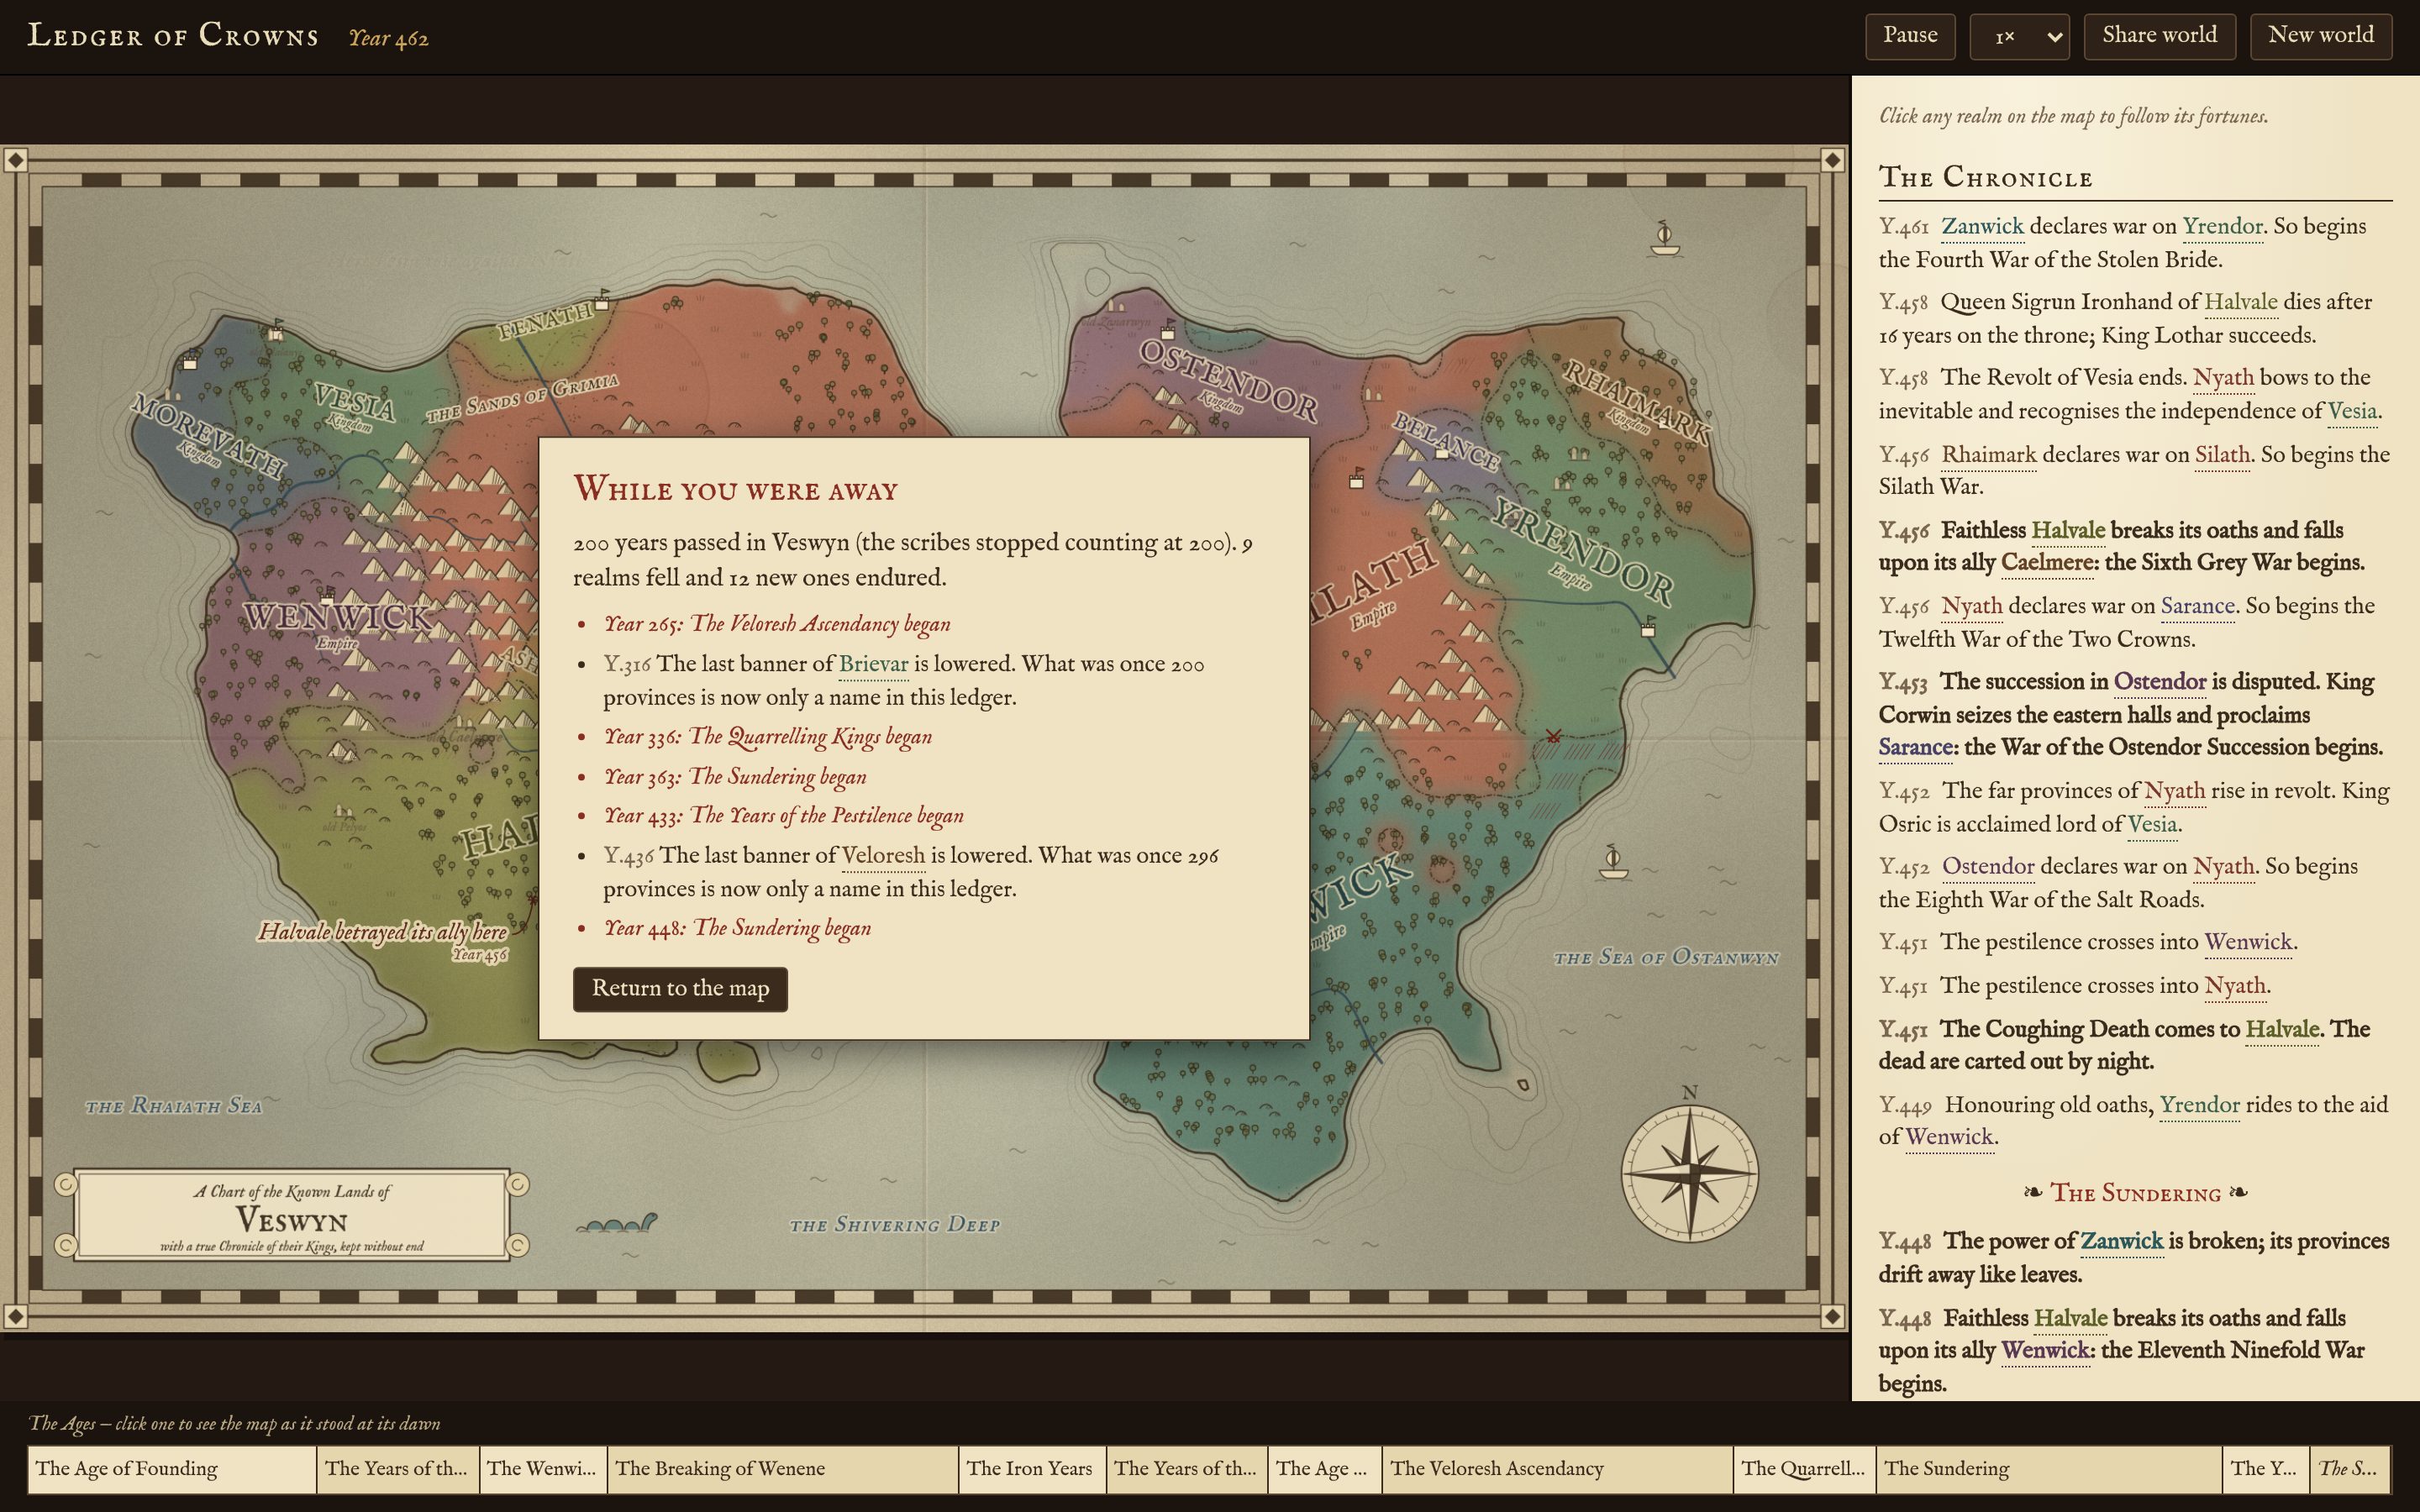 Ledger of Crowns Year 462
Pause 1× Share world New world
FENATH
THE SANDS OF GRIMIA
VESIA
Kingdom
MOREVATH
Kingdom
OSTENDOR
Kingdom
RHAIMARK
Kingdom
BELANCE
YRENDOR
Empire
ILATH
Empire
WENWICK
Empire
ASH
old Pelyos
HAL
WICK
mpire
Halvale betrayed its ally here
Year 456
THE SEA OF OSTANWYN
THE RHAIATH SEA
THE SHIVERING DEEP
N
A Chart of the Known Lands of
VESWYN
with a true Chronicle of their Kings, kept without end
While you were away
200 years passed in Veswyn (the scribes stopped counting at 200). 9
realms fell and 12 new ones endured.
• Year 265: The Veloresh Ascendancy began
• Y.316 The last banner of Brievar is lowered. What was once 200
provinces is now only a name in this ledger.
• Year 336: The Quarrelling Kings began
• Year 363: The Sundering began
• Year 433: The Years of the Pestilence began
• Y.436 The last banner of Veloresh is lowered. What was once 296
provinces is now only a name in this ledger.
• Year 448: The Sundering began
Return to the map
Click any realm on the map to follow its fortunes.
The Chronicle
Y.461 Zanwick declares war on Yrendor. So begins
the Fourth War of the Stolen Bride.
Y.458 Queen Sigrun Ironhand of Halvale dies after
16 years on the throne; King Lothar succeeds.
Y.458 The Revolt of Vesia ends. Nyath bows to the
inevitable and recognises the independence of Vesia.
Y.456 Rhaimark declares war on Silath. So begins the
Silath War.
Y.456 Faithless Halvale breaks its oaths and falls
upon its ally Caelmere: the Sixth Grey War begins.
Y.456 Nyath declares war on Sarance. So begins the
Twelfth War of the Two Crowns.
Y.453 The succession in Ostendor is disputed. King
Corwin seizes the eastern halls and proclaims
Sarance: the War of the Ostendor Succession begins.
Y.452 The far provinces of Nyath rise in revolt. King
Osric is acclaimed lord of Vesia.
Y.452 Ostendor declares war on Nyath. So begins
the Eighth War of the Salt Roads.
Y.451 The pestilence crosses into Wenwick.
Y.451 The pestilence crosses into Nyath.
Y.451 The Coughing Death comes to Halvale. The
dead are carted out by night.
Y.449 Honouring old oaths, Yrendor rides to the aid
of Wenwick.
❧ The Sundering ❧
Y.448 The power of Zanwick is broken; its provinces
drift away like leaves.
Y.448 Faithless Halvale breaks its oaths and falls
upon its ally Wenwick: the Eleventh Ninefold War
begins.
The Ages — click one to see the map as it stood at its dawn
The Age of Founding The Years of th... The Wenwi... The Breaking of Wenene The Iron Years The Years of th... The Age ... The Veloresh Ascendancy The Quarrell... The Sundering The Y... The S...